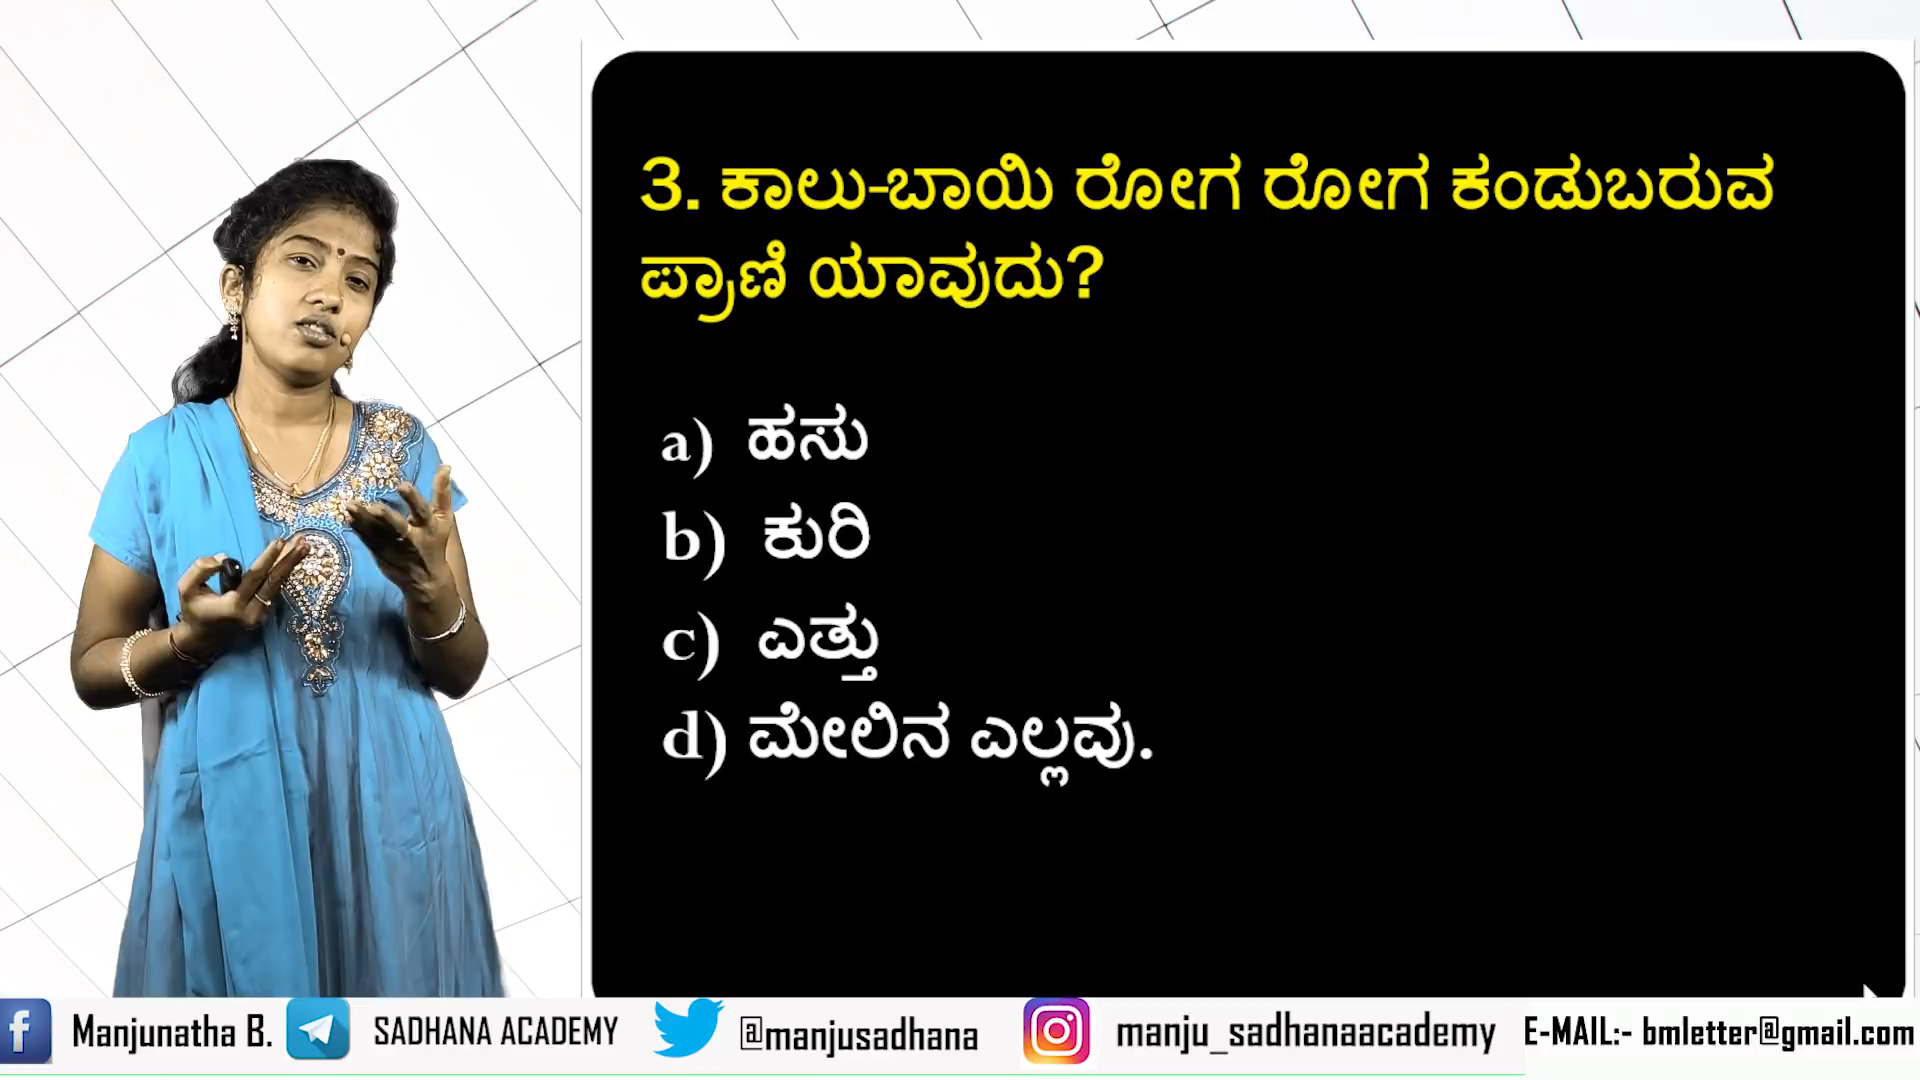 3. ಕಾಲು-ಬಾಯಿ ರೋಗ ರೋಗ ಕಂಡುಬರುವ
ಪ್ರಾಣಿ ಯಾವುದು?
a) ಹಸು
b) ಕುರಿ
c) ಎತ್ತು
d) ಮೇಲಿನ ಎಲ್ಲವು.
Manjunatha B. SADHANA ACADEMY @manjusadhana manju_sadhanaacademy E-MAIL:- bmletter@gmail.com